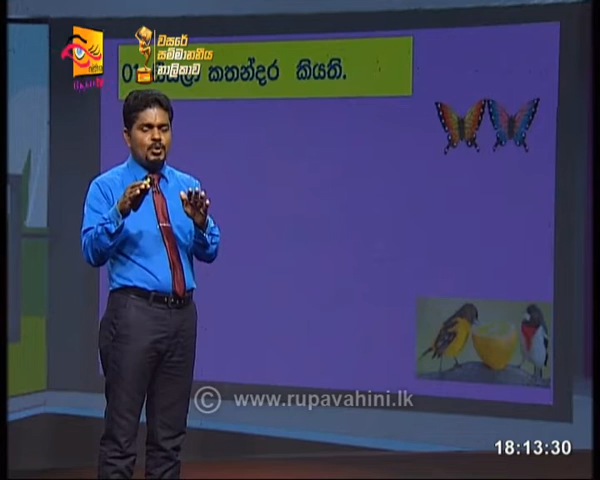 වසරේ
සම්මානනීය
නාලිකාව
කතන්දර කියති.
© www.rupavahini.lk
18:13:30